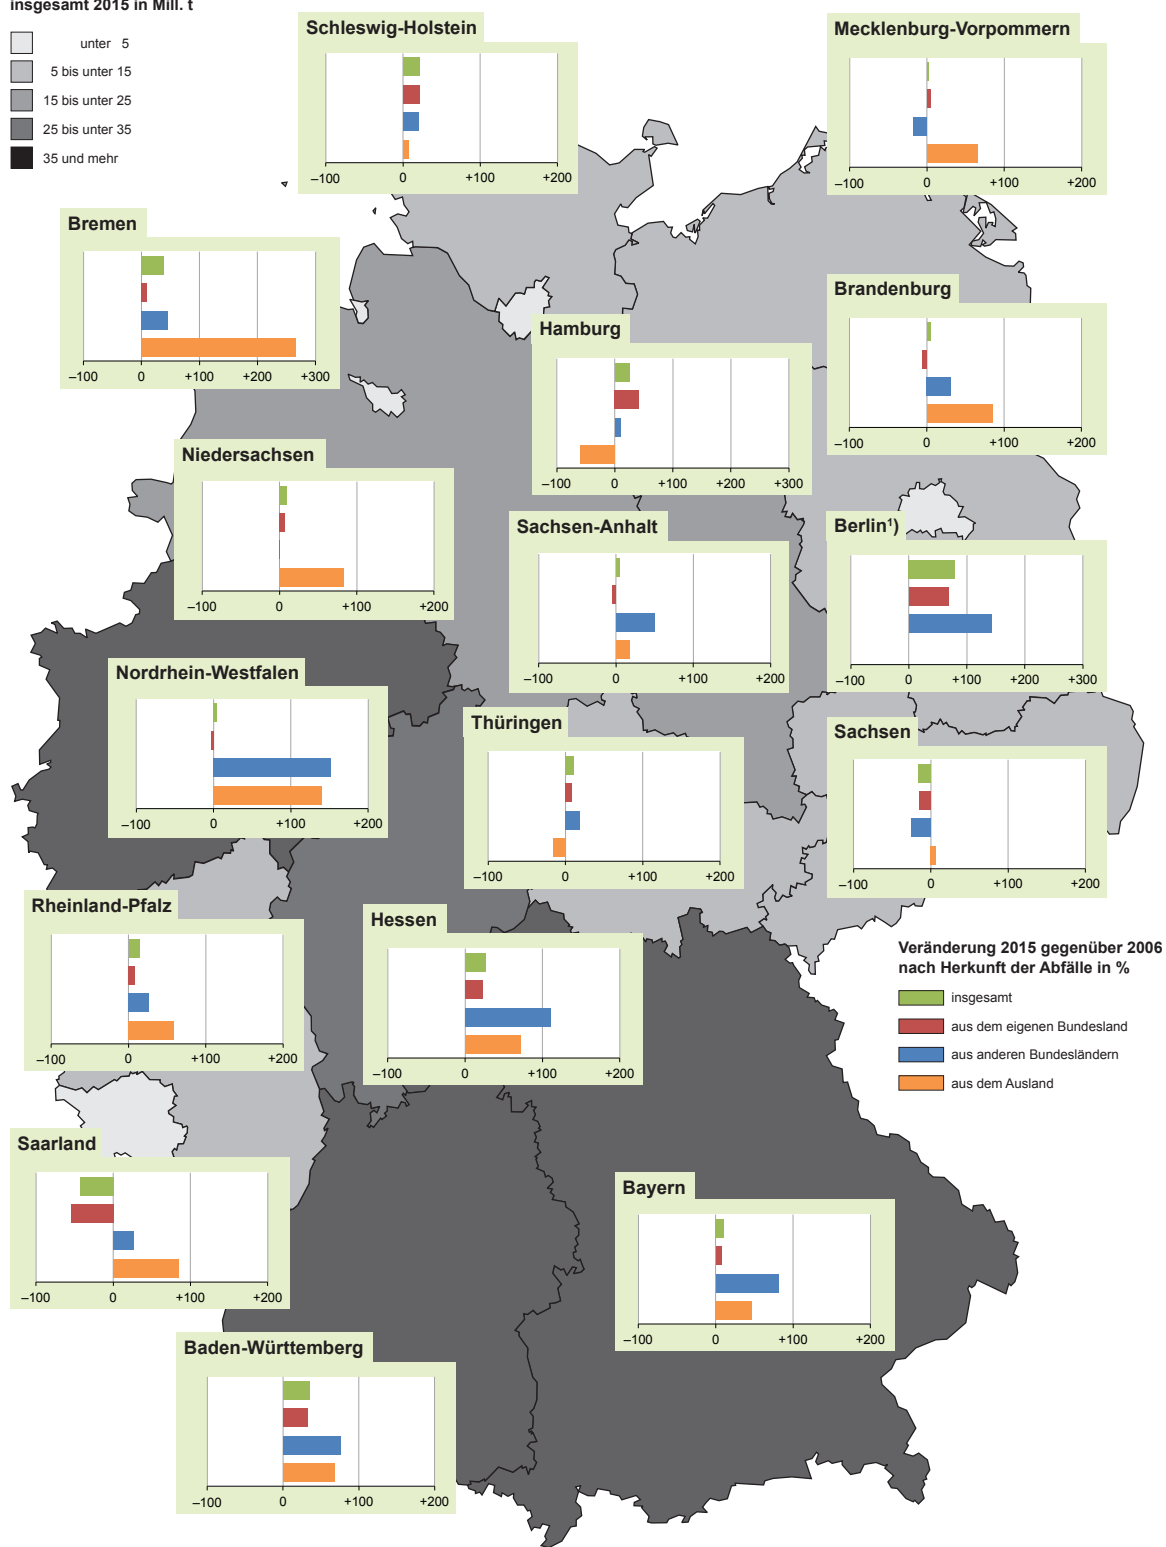 insgesamt 2015 in Mill. t
unter 5
5 bis unter 15
15 bis unter 25
25 bis unter 35
35 und mehr
Schleswig-Holstein
–100 0 +100 +200
Mecklenburg-Vorpommern
–100 0 +100 +200
Bremen
–100 0 +100 +200 +300
Hamburg
–100 0 +100 +200 +300
Brandenburg
–100 0 +100 +200
Niedersachsen
–100 0 +100 +200
Sachsen-Anhalt
–100 0 +100 +200
Berlin¹)
–100 0 +100 +200 +300
Nordrhein-Westfalen
–100 0 +100 +200
Thüringen
–100 0 +100 +200
Sachsen
–100 0 +100 +200
Rheinland-Pfalz
–100 0 +100 +200
Hessen
–100 0 +100 +200
Veränderung 2015 gegenüber 2006
nach Herkunft der Abfälle in %
insgesamt
aus dem eigenen Bundesland
aus anderen Bundesländern
aus dem Ausland
Saarland
–100 0 +100 +200
Bayern
–100 0 +100 +200
Baden-Württemberg
–100 0 +100 +200